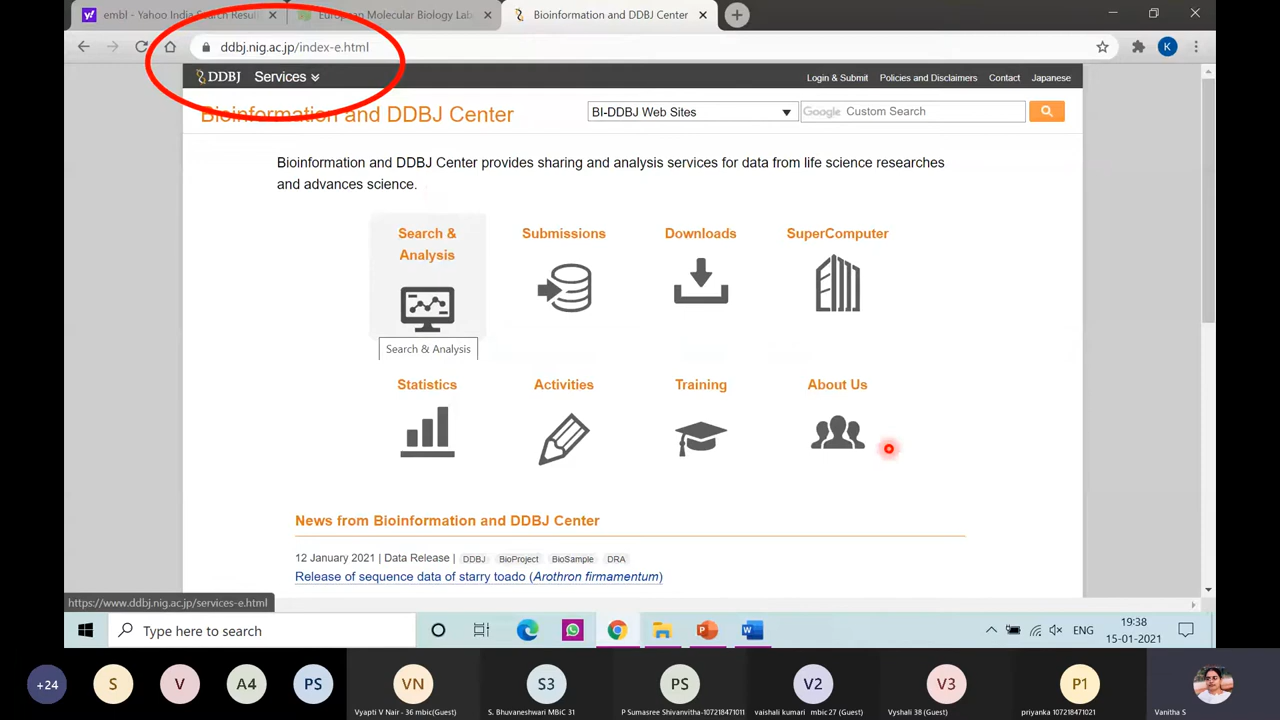 embl - Yahoo India Search Result
European Molecular Biology Lab
Bioinformation and DDBJ Center
ddbj.nig.ac.jp/index-e.html
DDBJ Services
Login & Submit Policies and Disclaimers Contact Japanese
Bioinformation and DDBJ Center
BI-DDBJ Web Sites
Google Custom Search
Bioinformation and DDBJ Center provides sharing and analysis services for data from life science researches
and advances science.
Search &
Analysis
Submissions
Downloads
SuperComputer
Search & Analysis
Statistics
Activities
Training
About Us
News from Bioinformation and DDBJ Center
12 January 2021 | Data Release | DDBJ BioProject BioSample DRA
Release of sequence data of starry toado (Arothron firmamentum)
https://www.ddbj.nig.ac.jp/services-e.html
Type here to search
ENG
19:38
15-01-2021
K
+24
S
V
A4
PS
VN
S3
PS
V2
V3
P1
Vyapti V Nair - 36 mbic(Guest)
S. Bhuvaneshwari MBiC 31
P Sumasree Shivanvitha-107218471011
vaishali kumari mbic 27 (Guest)
Vyshali 38 (Guest)
priyanka 107218471021
Vanitha S